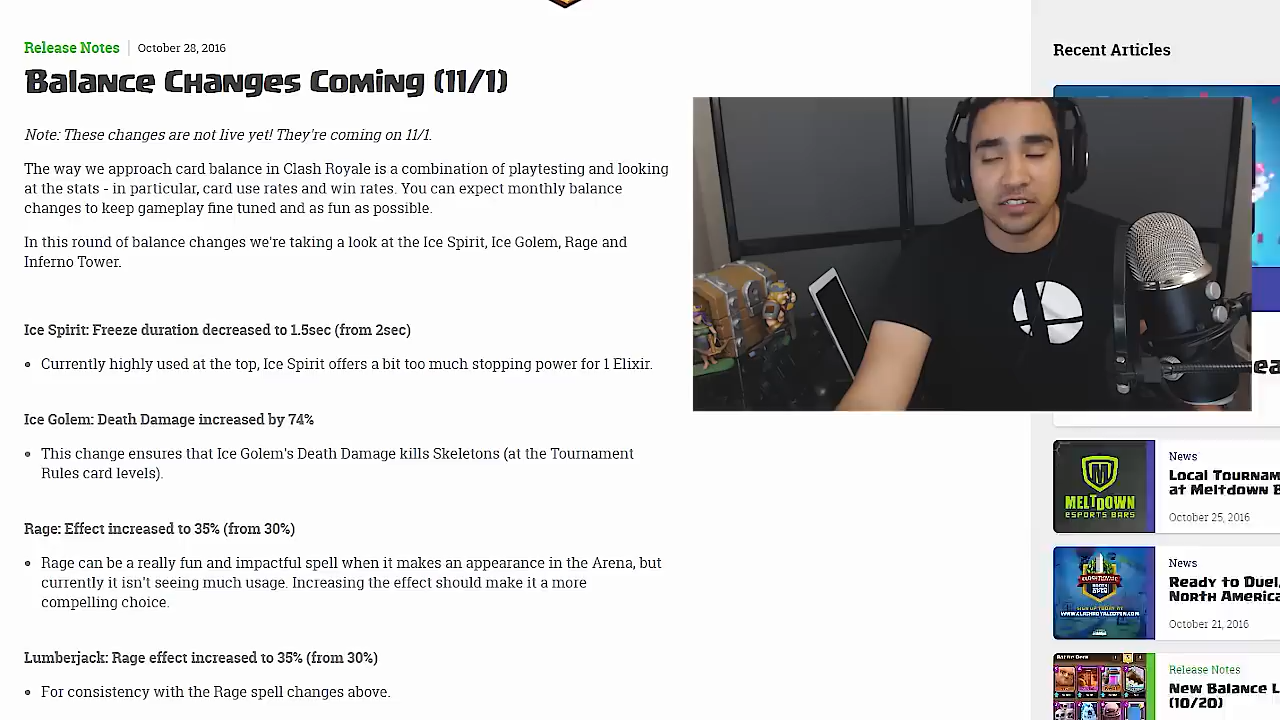 Release Notes
October 28, 2016
Balance Changes Coming (11/1)
Note: These changes are not live yet! They're coming on 11/1.
The way we approach card balance in Clash Royale is a combination of playtesting and looking
at the stats - in particular, card use rates and win rates. You can expect monthly balance
changes to keep gameplay fine tuned and as fun as possible.
In this round of balance changes we're taking a look at the Ice Spirit, Ice Golem, Rage and
Inferno Tower.
Ice Spirit: Freeze duration decreased to 1.5sec (from 2sec)
• Currently highly used at the top, Ice Spirit offers a bit too much stopping power for 1 Elixir.
Ice Golem: Death Damage increased by 74%
• This change ensures that Ice Golem's Death Damage kills Skeletons (at the Tournament
Rules card levels).
Rage: Effect increased to 35% (from 30%)
• Rage can be a really fun and impactful spell when it makes an appearance in the Arena, but
currently it isn't seeing much usage. Increasing the effect should make it a more
compelling choice.
Lumberjack: Rage effect increased to 35% (from 30%)
• For consistency with the Rage spell changes above.
Recent Articles
MELTDOWN
ESPORTS BARS
News
Local Tournam
at Meltdown B
October 25, 2016
News
Ready to Duel,
North America
October 21, 2016
Release Notes
New Balance L
(10/20)